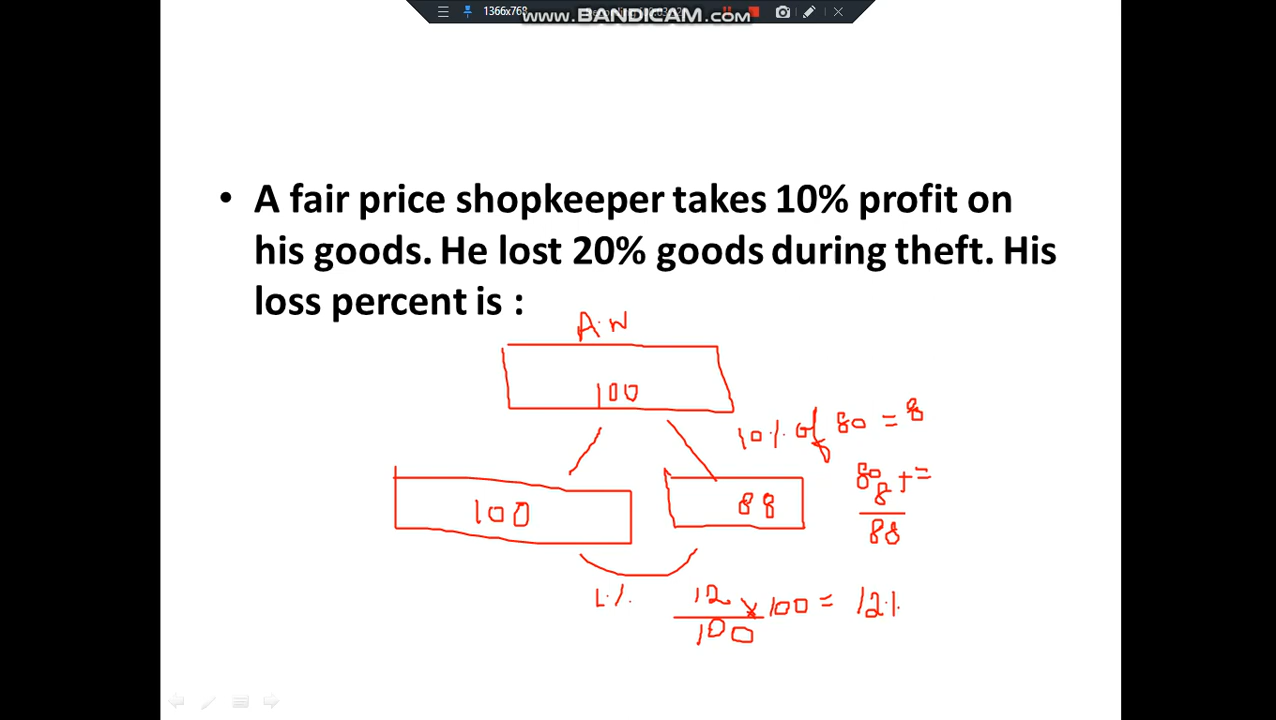 1366x768
www.BANDICAM.com
• A fair price shopkeeper takes 10% profit on
his goods. He lost 20% goods during theft. His
loss percent is :
A.W
100
10% of 80 = 8
80
8 + =
88
100
88
L%
12
100
x 100 = 12%